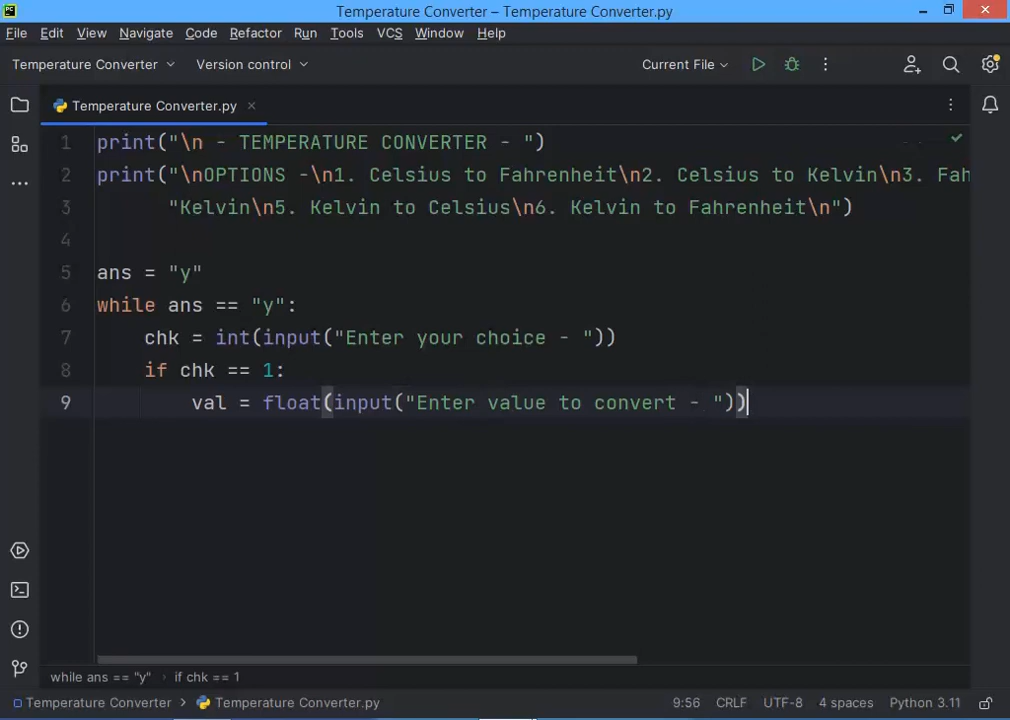 Temperature Converter – Temperature Converter.py
File Edit View Navigate Code Refactor Run Tools VCS Window Help
Temperature Converter Version control Current File
Temperature Converter.py
1 print("\n - TEMPERATURE CONVERTER - ")
2 print("\nOPTIONS -\n1. Celsius to Fahrenheit\n2. Celsius to Kelvin\n3. Fah
3 "Kelvin\n5. Kelvin to Celsius\n6. Kelvin to Fahrenheit\n")
4
5 ans = "y"
6 while ans == "y":
7 chk = int(input("Enter your choice - "))
8 if chk == 1:
9 val = float(input("Enter value to convert - "))
while ans == "y" › if chk == 1
Temperature Converter › Temperature Converter.py 9:56 CRLF UTF-8 4 spaces Python 3.11